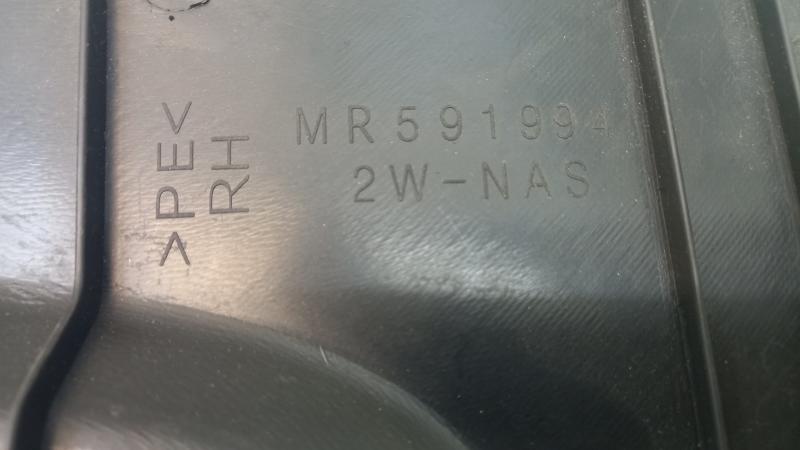 >PE<
RH
MR591994
2W-NAS